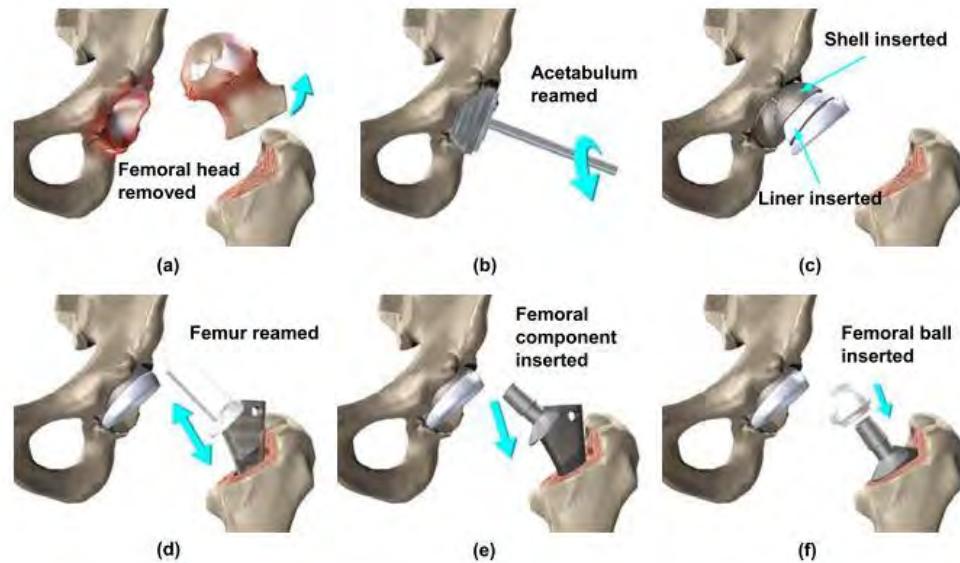 Femoral head
removed
(a)
Acetabulum
reamed
(b)
Shell inserted
Liner inserted
(c)
Femur reamed
(d)
Femoral
component
inserted
(e)
Femoral ball
inserted
(f)